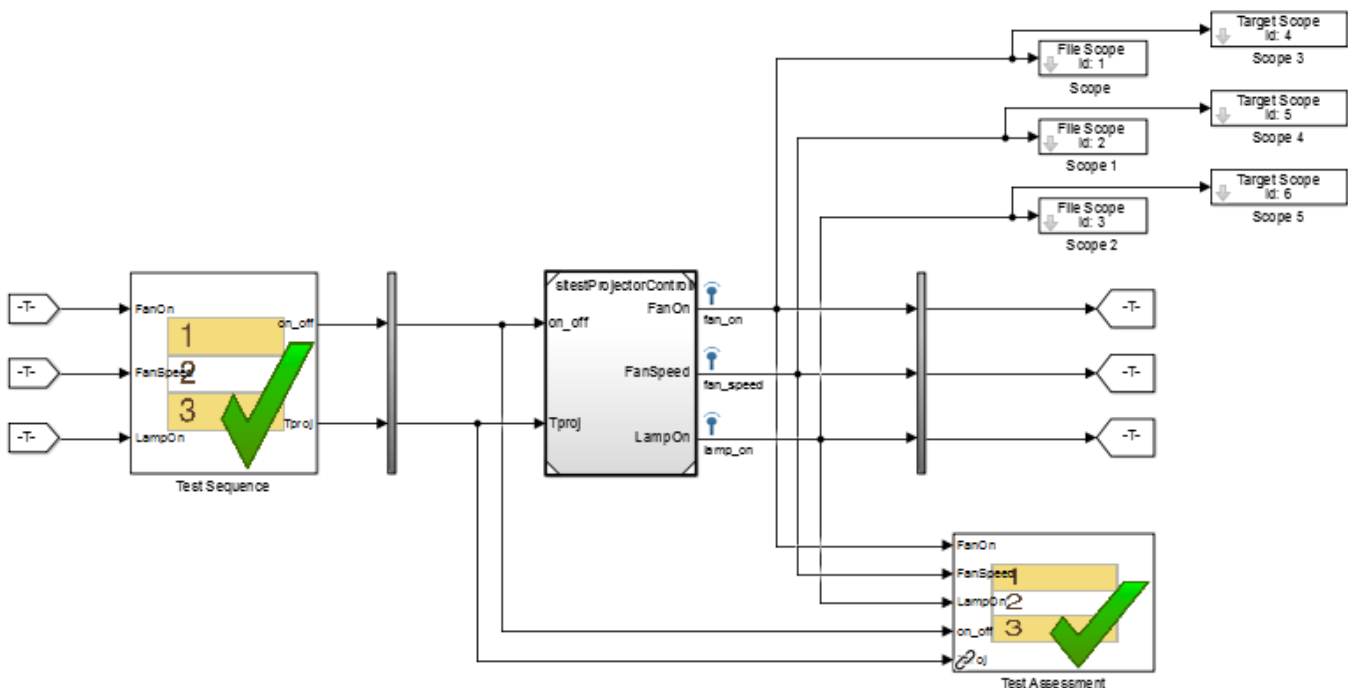 Target Scope
Id: 4
Scope 3
File Scope
Id: 1
Scope
Target Scope
Id: 5
Scope 4
File Scope
Id: 2
Scope 1
Target Scope
Id: 6
Scope 5
File Scope
Id: 3
Scope 2
-T-
-T-
-T-
FanOn
FanSpeed
LampOn
1
2
3
on_off
Tproj
Test Sequence
sltestProjectorControll
on_off
Tproj
FanOn
FanSpeed
LampOn
fan_on
fan_speed
lamp_on
-T-
-T-
-T-
FanOn
FanSpeed
LampOn
on_off
oj
1
2
3
Test Assessment